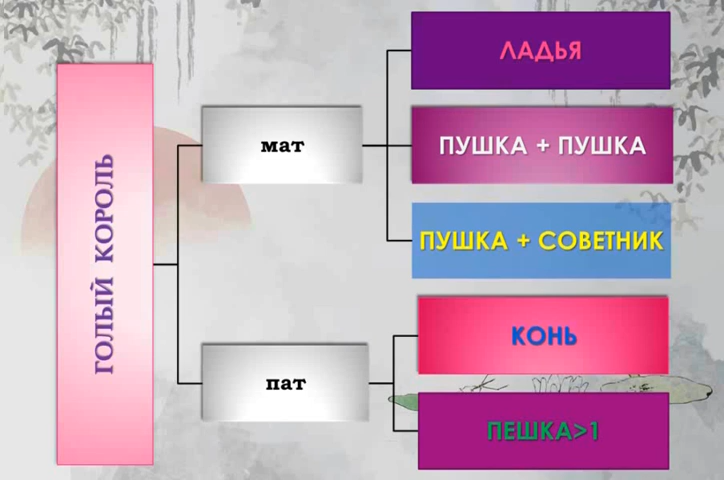 ГОЛЫЙ КОРОЛЬ
мат
ЛАДЬЯ
ПУШКА + ПУШКА
ПУШКА + СОВЕТНИК
пат
КОНЬ
ПЕШКА>1